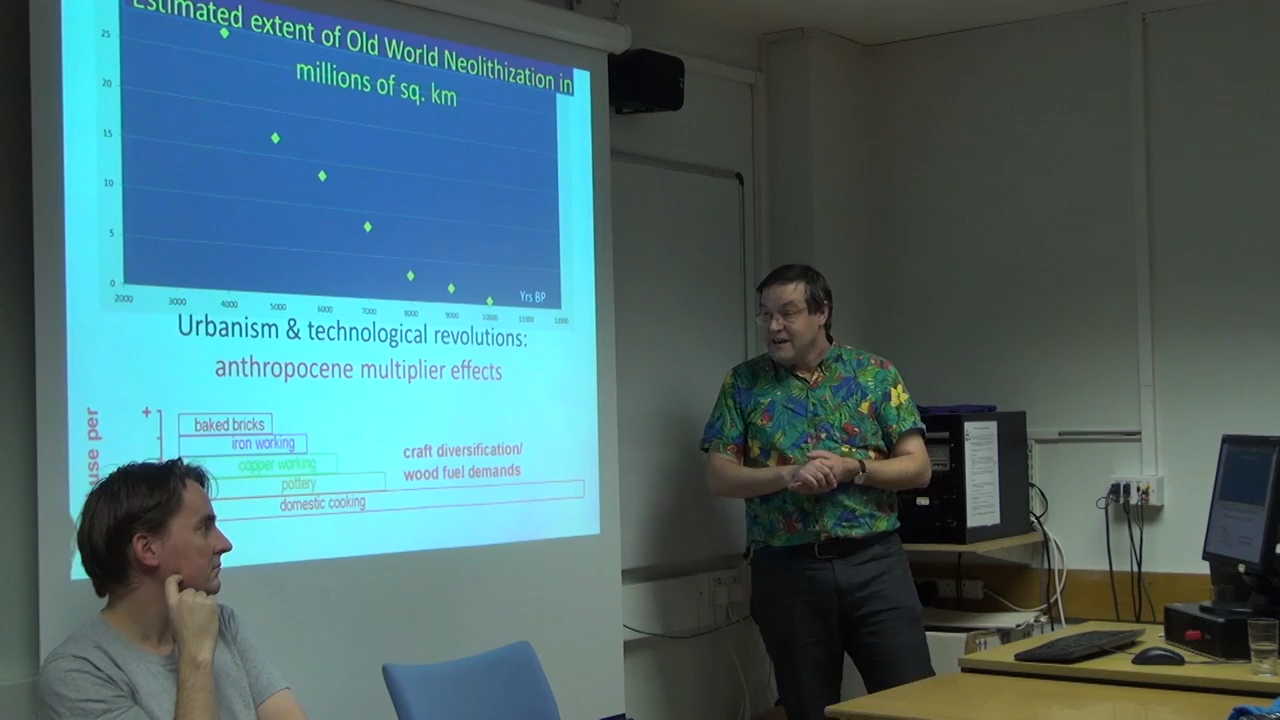 Estimated extent of Old World Neolithization in
millions of sq. km
25
20
15
10
5
0
Yrs BP
2000 3000 4000 5000 6000 7000 8000 9000 10000 11000 12000
Urbanism & technological revolutions:
anthropocene multiplier effects
use per
+
baked bricks
iron working
copper working
pottery
domestic cooking
craft diversification/
wood fuel demands